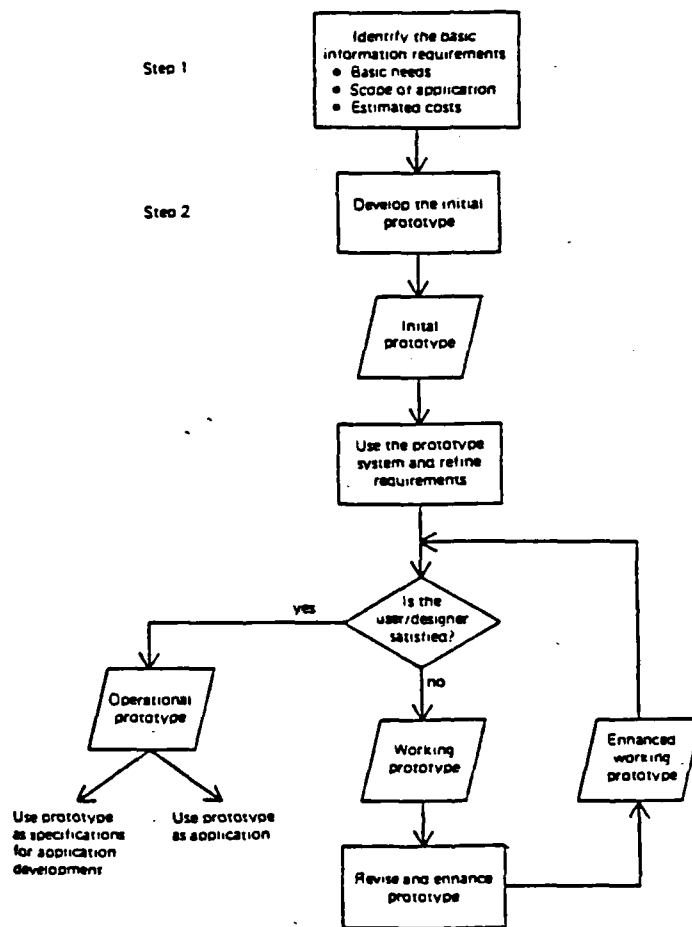 Step 1
Identify the basic
information requirements
● Basic needs
● Scope of application
● Estimated costs
Step 2
Develop the initial
prototype
Inital
prototype
Use the prototype
system and refine
requirements
Is the
user/designer
satisfied?
yes
no
Operational
prototype
Working
prototype
Enhanced
working
prototype
Use prototype
as specifications
for application
development
Use prototype
as application
Revise and enhance
prototype